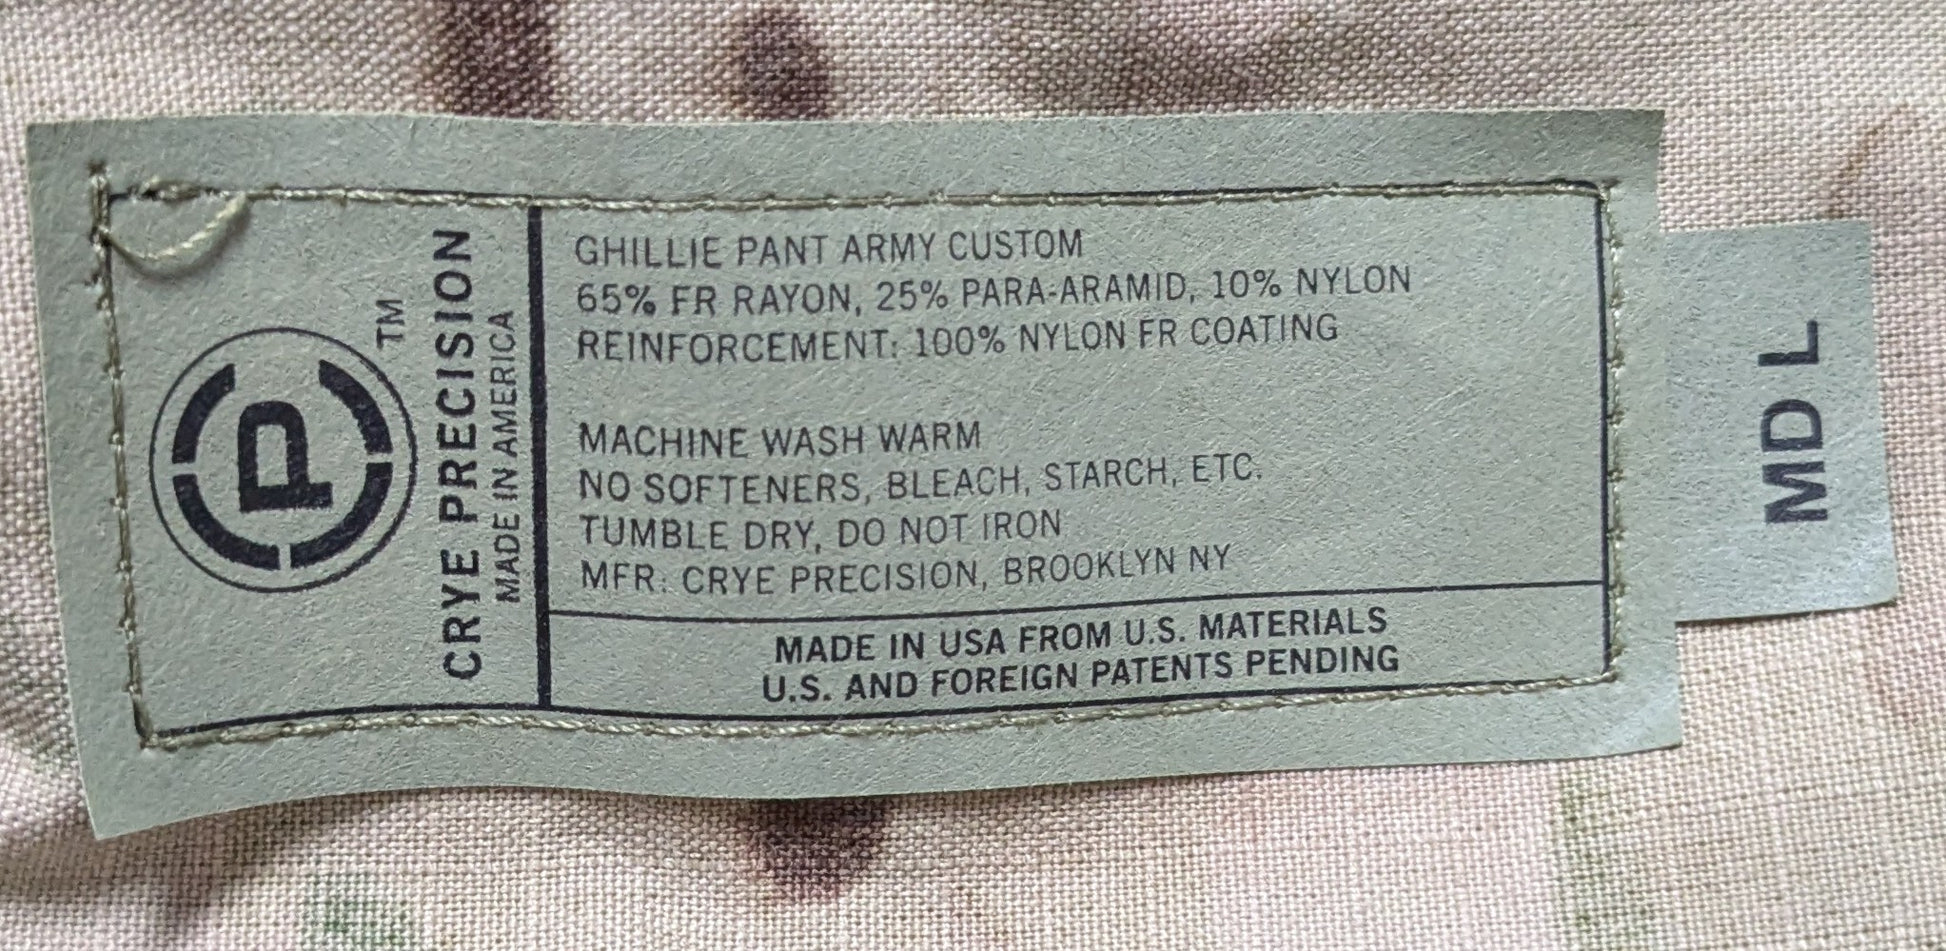 P
TM
CRYE PRECISION
MADE IN AMERICA
GHILLIE PANT ARMY CUSTOM
65% FR RAYON, 25% PARA-ARAMID, 10% NYLON
REINFORCEMENT: 100% NYLON FR COATING
MACHINE WASH WARM
NO SOFTENERS, BLEACH, STARCH, ETC.
TUMBLE DRY, DO NOT IRON
MFR: CRYE PRECISION, BROOKLYN NY
MADE IN USA FROM U.S. MATERIALS
U.S. AND FOREIGN PATENTS PENDING
MD L